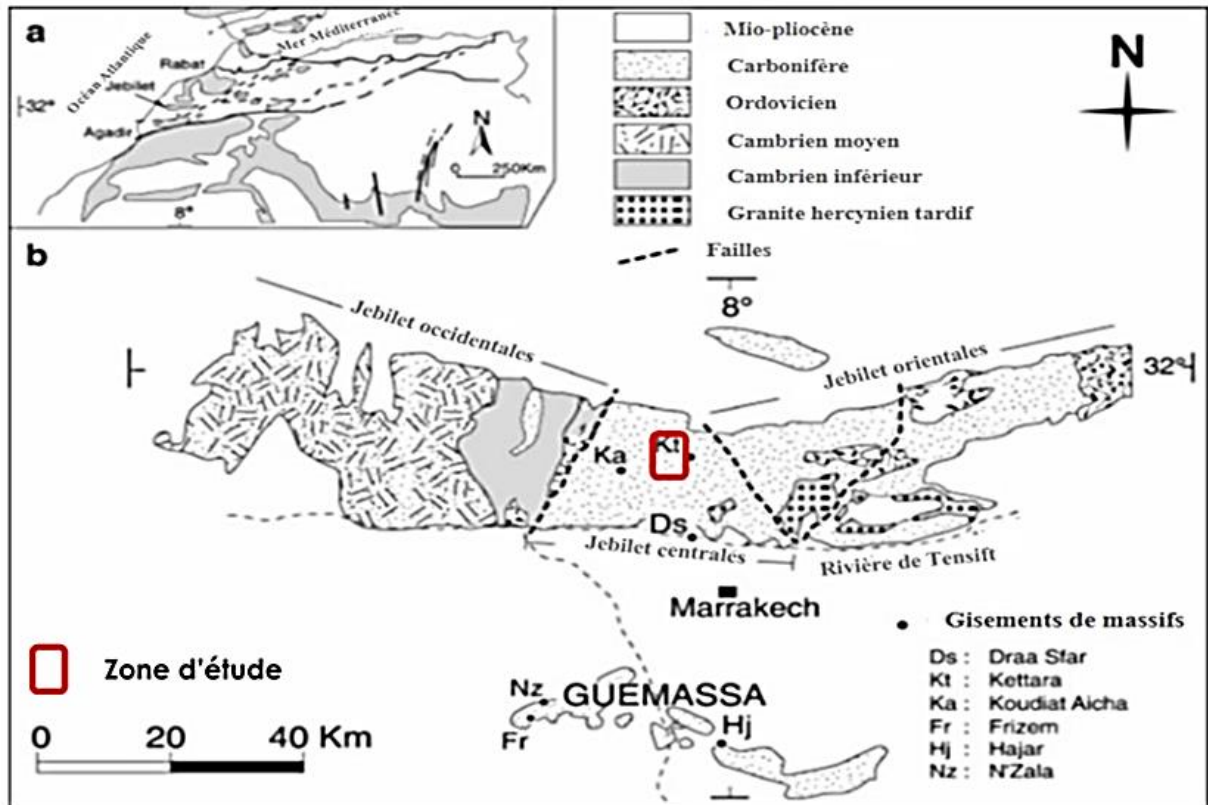 a
Mer Méditerrance
Océan Atlantique
Rabat
Jebilet
32°
Agadir
N
250Km
8°
Mio-pliocène
Carbonifère
Ordovicien
Cambrien moyen
Cambrien inférieur
Granite hercynien tardif
Failles
N
b
8°
Jebilet occidentales
Jebilet orientales
32°
Ka
Kt
Ds
Jebilet centrales
Rivière de Tensift
Marrakech
Gisements de massifs
Ds : Draa Sfar
Kt : Kettara
Ka : Koudiat Aicha
Fr : Frizem
Hj : Hajar
Nz : N'Zala
Zone d'étude
Nz
GUEMASSA
Fr
Hj
0 20 40 Km